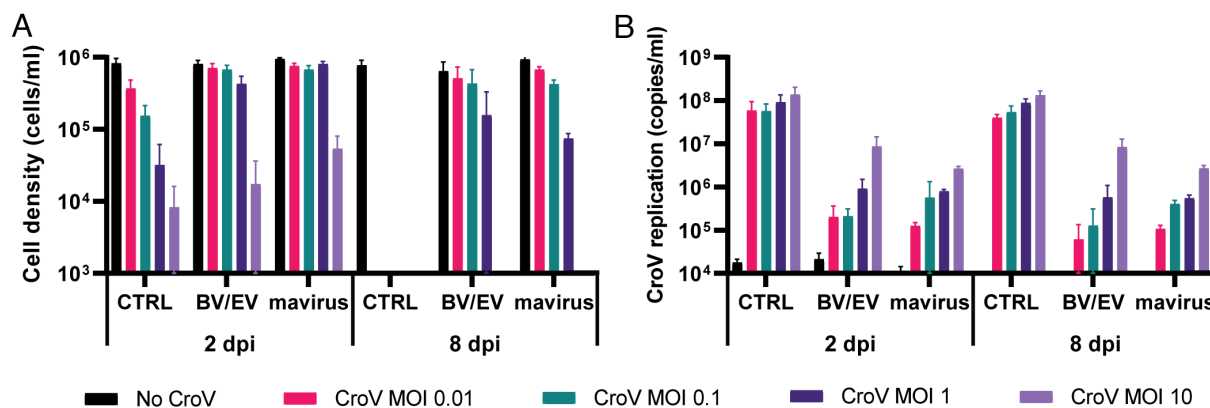 A
Cell density (cells/ml)
10⁶
10⁵
10⁴
10³
CTRL BV/EV mavirus CTRL BV/EV mavirus
2 dpi 8 dpi
B
CroV replication (copies/ml)
10⁹
10⁸
10⁷
10⁶
10⁵
10⁴
CTRL BV/EV mavirus CTRL BV/EV mavirus
2 dpi 8 dpi
No CroV CroV MOI 0.01 CroV MOI 0.1 CroV MOI 1 CroV MOI 10